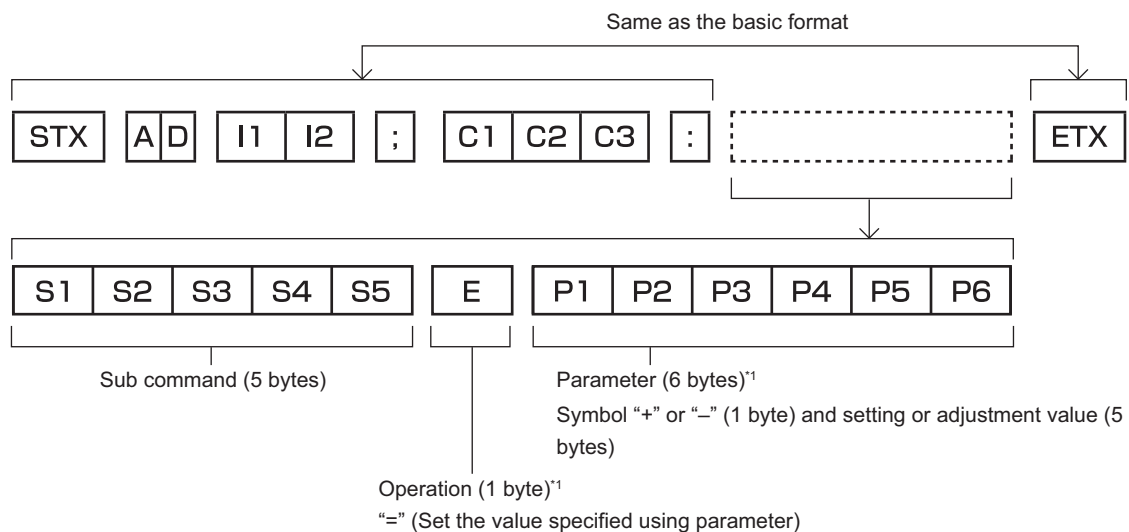 Same as the basic format
STX AD I1 I2 ; C1 C2 C3 : ETX
S1 S2 S3 S4 S5 E P1 P2 P3 P4 P5 P6
Sub command (5 bytes)
Parameter (6 bytes)*1
Symbol “+” or “–” (1 byte) and setting or adjustment value (5
bytes)
Operation (1 byte)*1
“=” (Set the value specified using parameter)